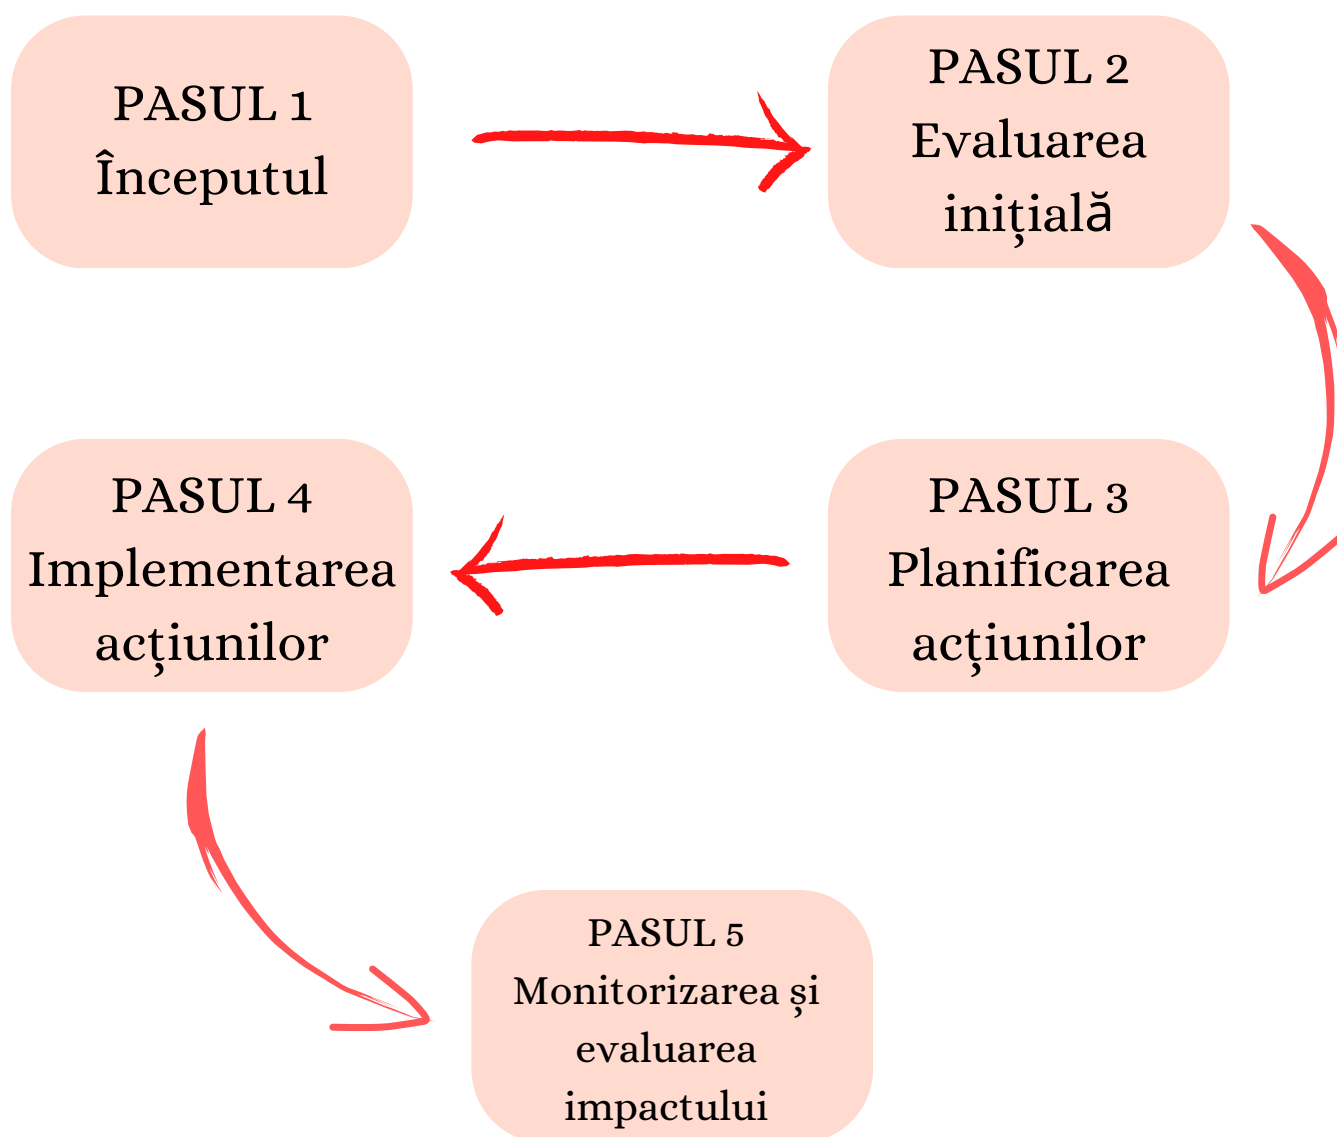 PASUL 1
Începutul
PASUL 2
Evaluarea
inițială
PASUL 3
Planificarea
acțiunilor
PASUL 4
Implementarea
acțiunilor
PASUL 5
Monitorizarea și
evaluarea
impactului